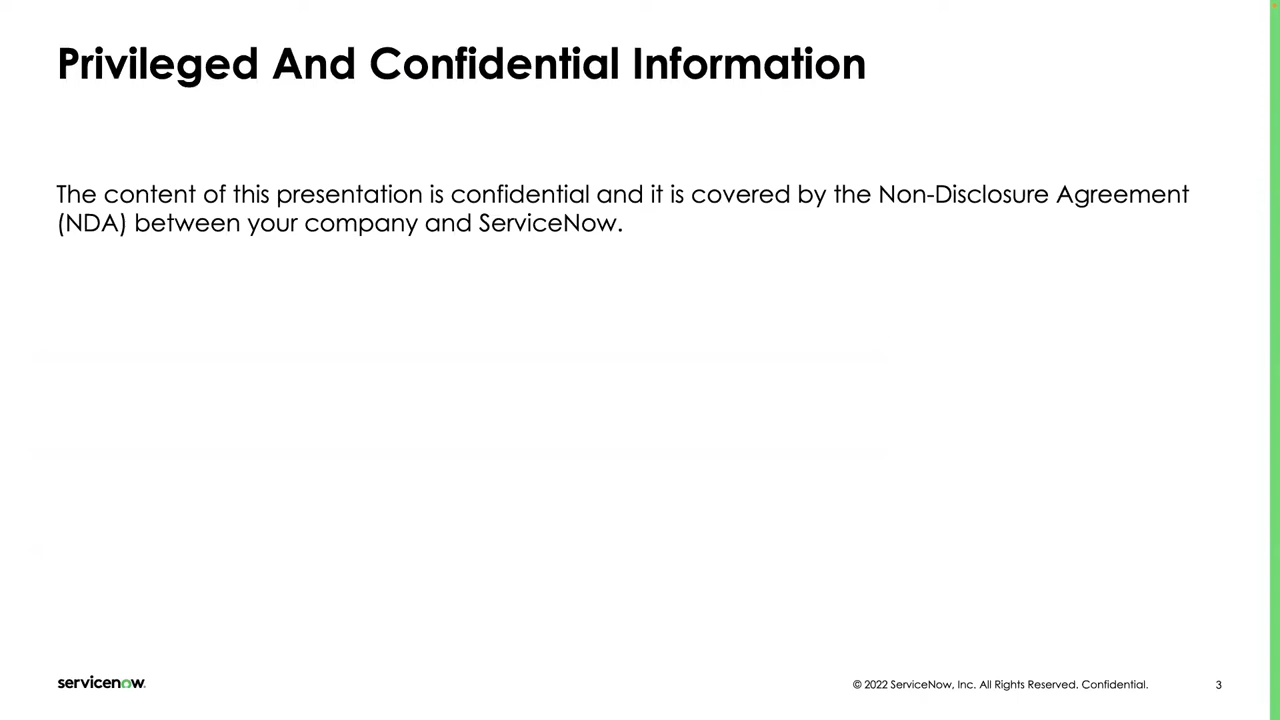 Privileged And Confidential Information
The content of this presentation is confidential and it is covered by the Non-Disclosure Agreement
(NDA) between your company and ServiceNow.
servicenow.
© 2022 ServiceNow, Inc. All Rights Reserved. Confidential.
3